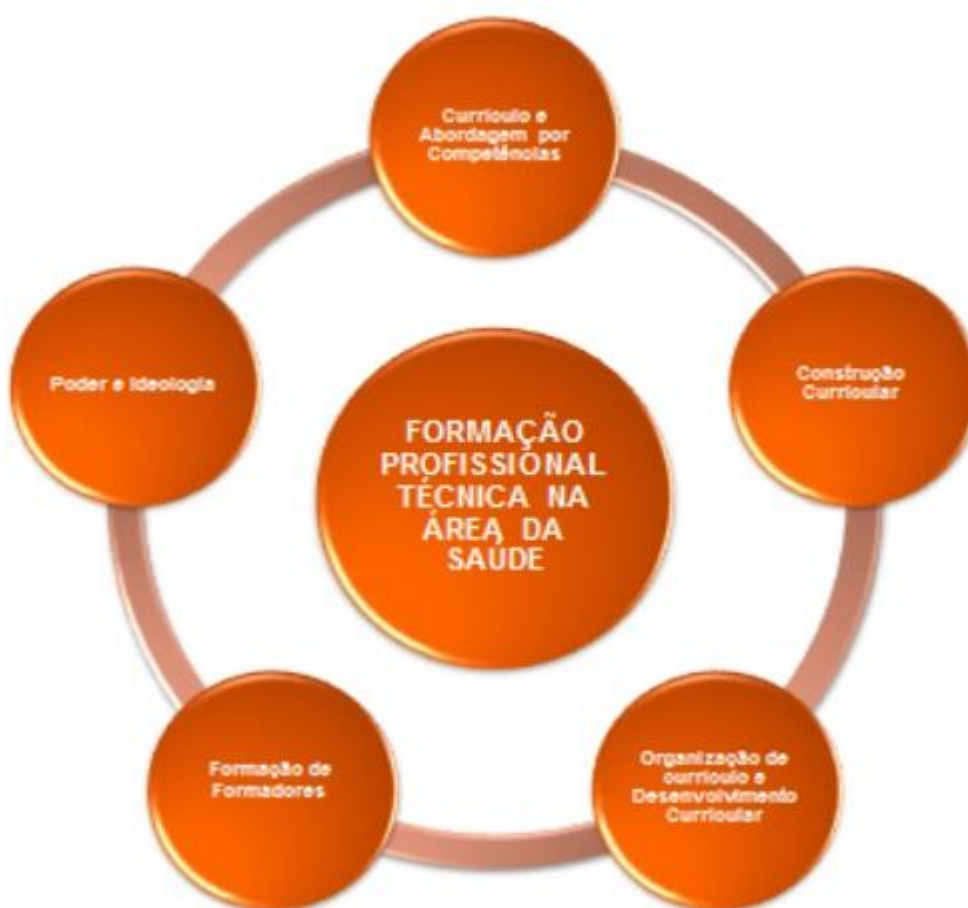 Currículo e
Abordagem por
Competências
Construção
Curricular
Organização de
currículo e
Desenvolvimento
Curricular
Formação de
Formadores
Poder e Ideologia
FORMAÇÃO
PROFISSIONAL
TÉCNICA NA
ÁREA DA
SAÚDE